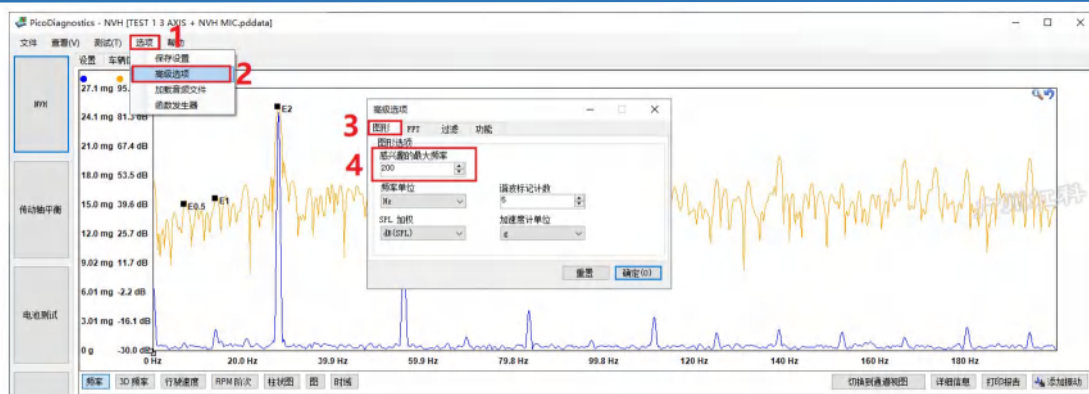 PicoDiagnostics - NVH [TEST 1 3 AXIS + NVH MIC.pddata]
文件 查看(V) 测试(T) 选项 帮助
1
设置
保存设置
高级选项
2
加载音频文件
函数发生器
NVH
传动轴平衡
电池测试
27.1 mg
24.1 mg 81.3 dB
21.0 mg 67.4 dB
18.0 mg 53.5 dB
15.0 mg 39.6 dB
12.0 mg 25.7 dB
9.02 mg 11.7 dB
6.01 mg -2.2 dB
3.01 mg -16.1 dB
0 g -30.0 dB
E0.5
E1
E2
高级选项
3
图形 FFT 过滤 功能
图形选项
4
感兴趣的最大频率
200
频率单位 谐波标记计数
Hz 5
SPL 加权 加速度计单位
dB(SPL) g
重置 确定(O)
0 Hz 20.0 Hz 39.9 Hz 59.9 Hz 79.8 Hz 99.8 Hz 120 Hz 140 Hz 160 Hz 180 Hz
频率 3D 频率 行驶速度 RPM 阶次 柱状图 图 时域 切换到通道视图 详细信息 打印报告 添加振动